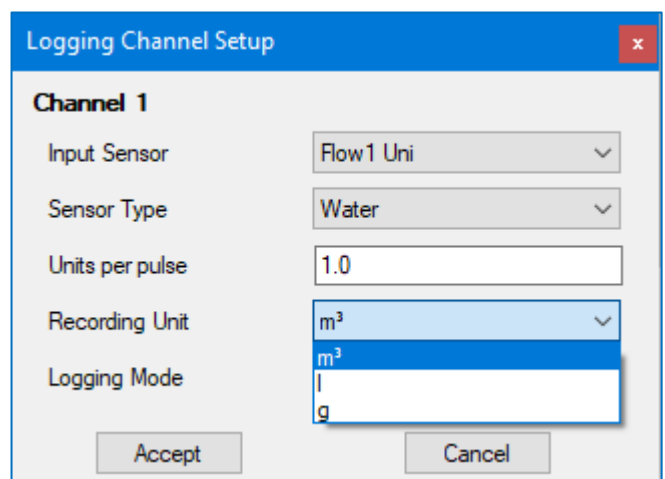 Logging Channel Setup
x
Channel 1
Input Sensor Flow1 Uni
Sensor Type Water
Units per pulse 1.0
Recording Unit m³
m³
Logging Mode l
g
Accept Cancel